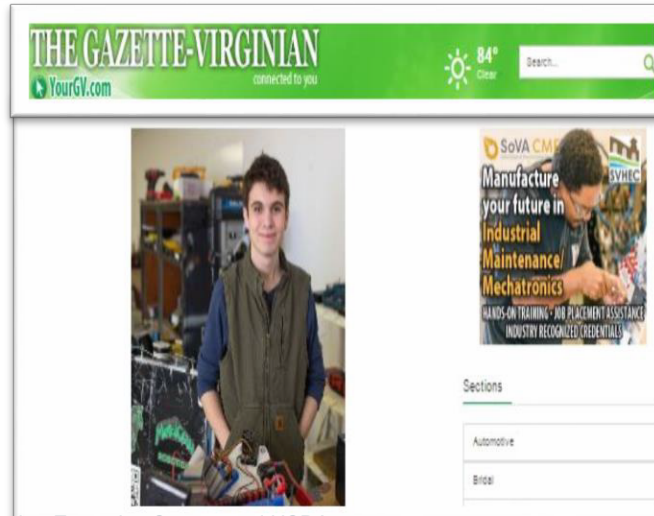 THE GAZETTE-VIRGINIAN
connected to you
YourGV.com
84°
Clear
Search...
SoVA
SVHEC
Manufacture
your future in
Industrial
Maintenance/
Mechatronics
HANDS-ON TRAINING - JOB PLACEMENT ASSISTANCE
INDUSTRY RECOGNIZED CREDENTIALS
Sections
Automotive
Bridal